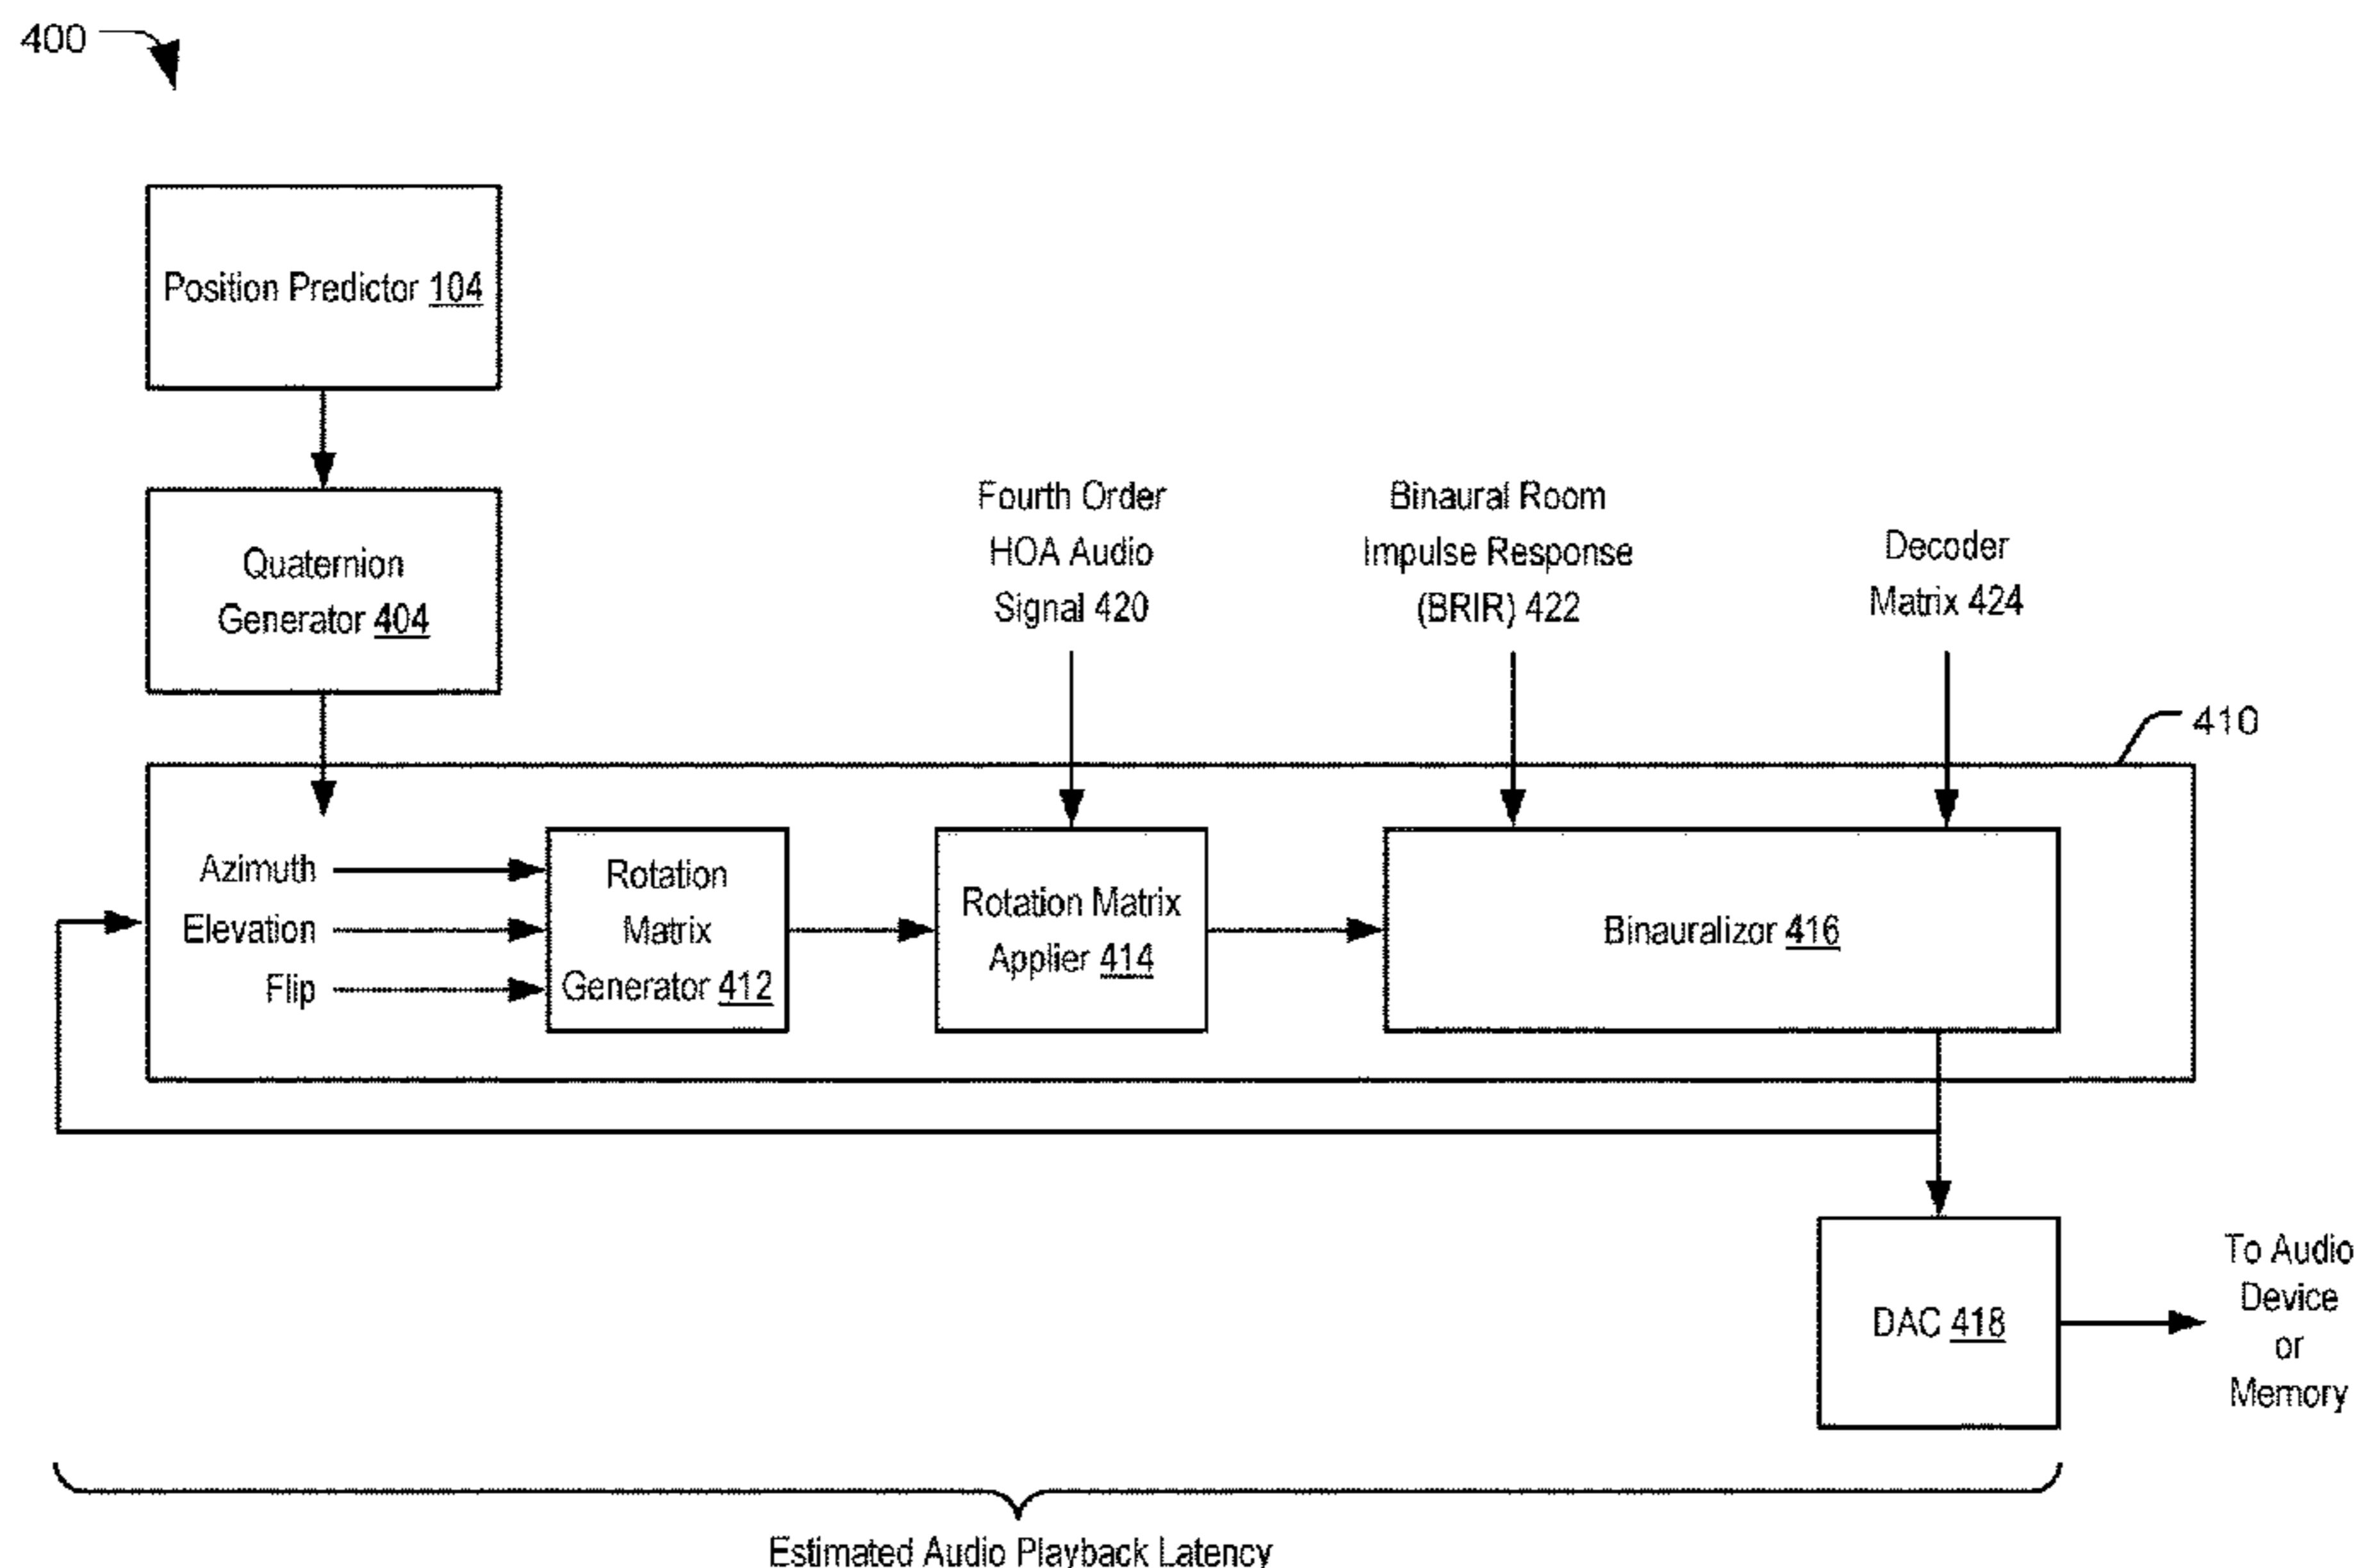 400
Position Predictor 104
Quaternion
Generator 404
Fourth Order
HOA Audio
Signal 420
Binaural Room
Impulse Response
(BRIR) 422
Decoder
Matrix 424
410
Azimuth
Elevation
Flip
Rotation
Matrix
Generator 412
Rotation Matrix
Applier 414
Binauralizor 416
DAC 418
To Audio
Device
or
Memory
Estimated Audio Playback Latency